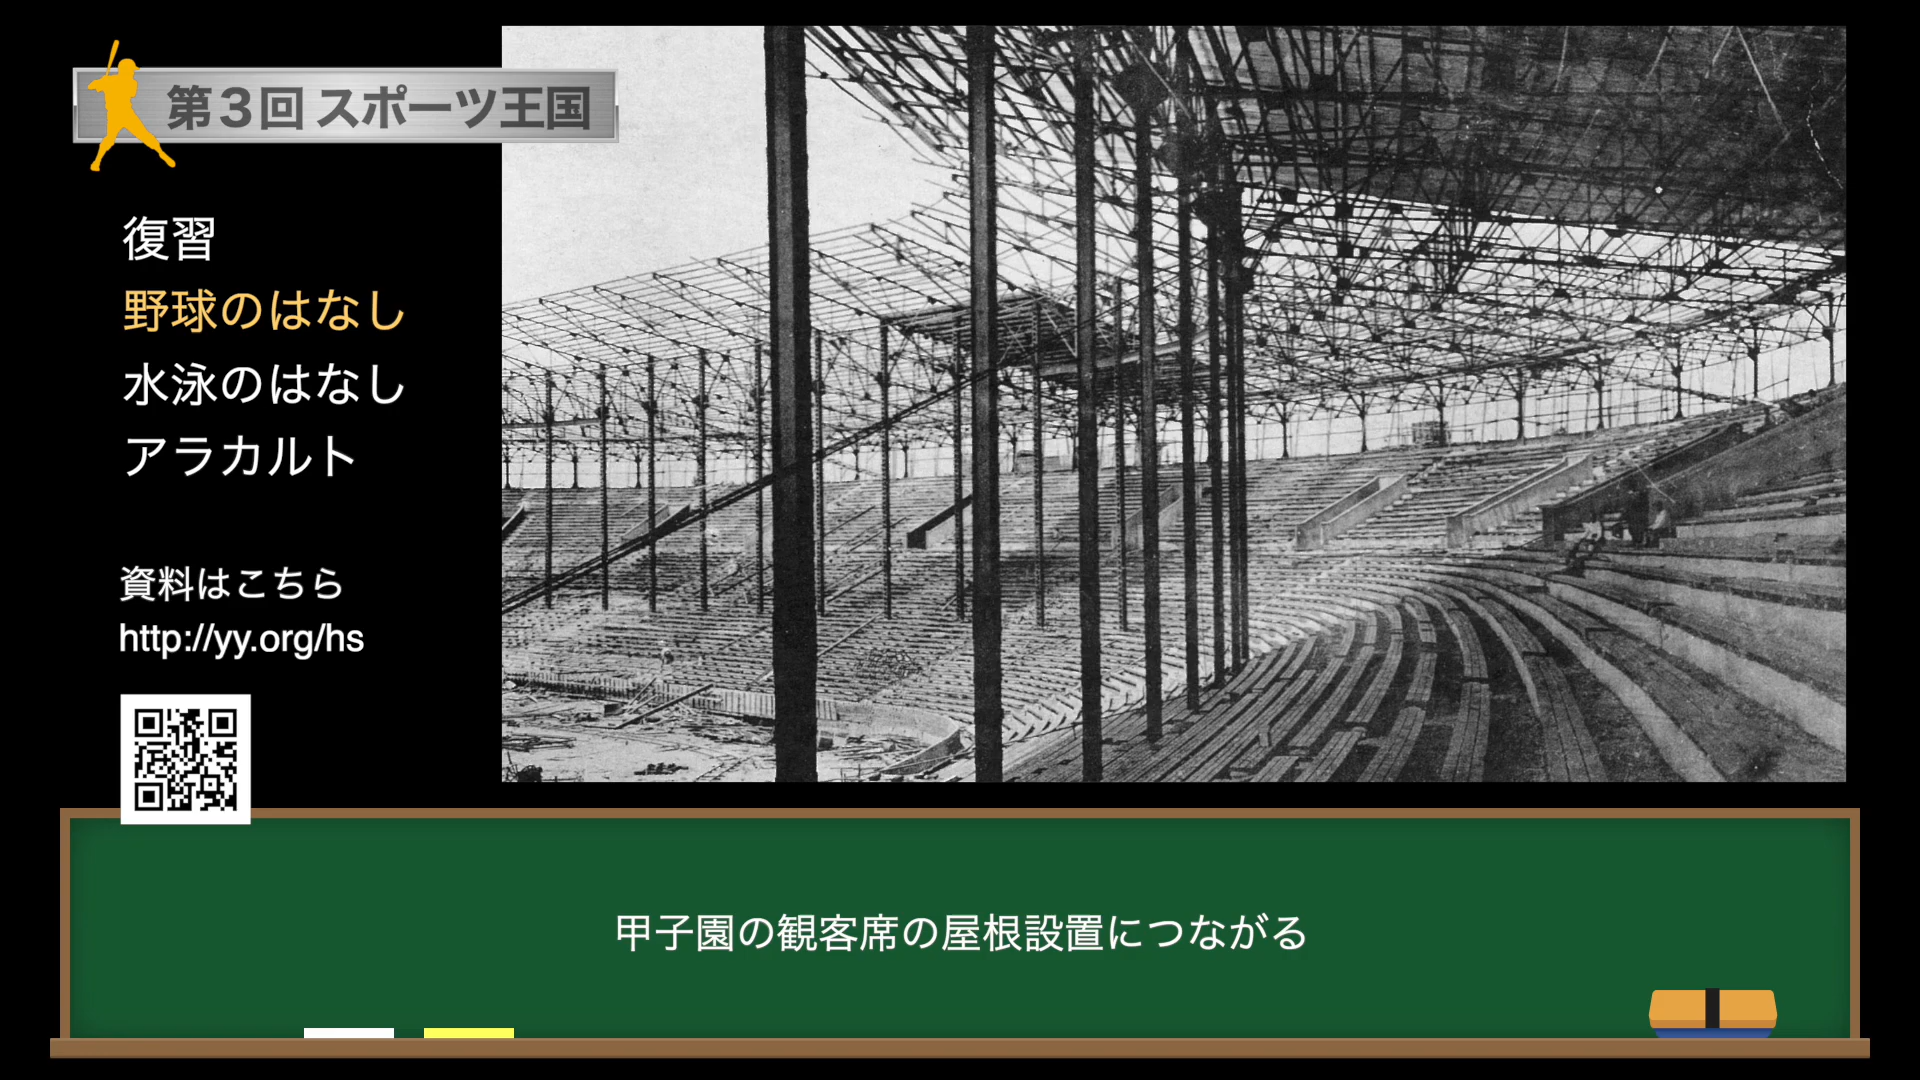 第3回 スポーツ王国
復習
野球のはなし
水泳のはなし
アラカルト
資料はこちら
http://yy.org/hs
甲子園の観客席の屋根設置につながる